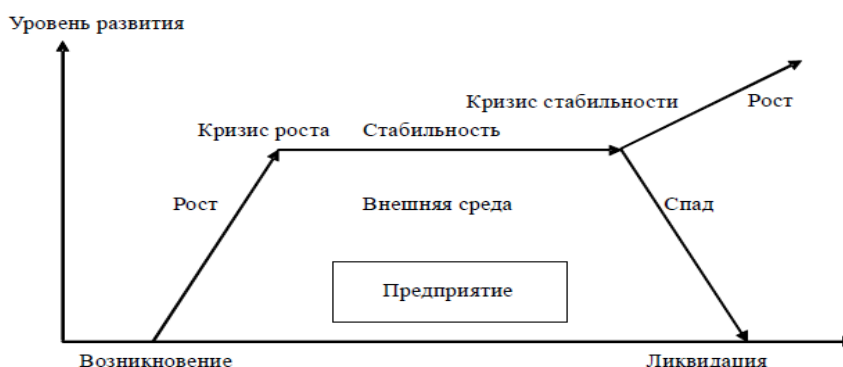 Уровень развития
Кризис стабильности
Рост
Кризис роста
Стабильность
Рост
Внешняя среда
Спад
Предприятие
Возникновение
Ликвидация